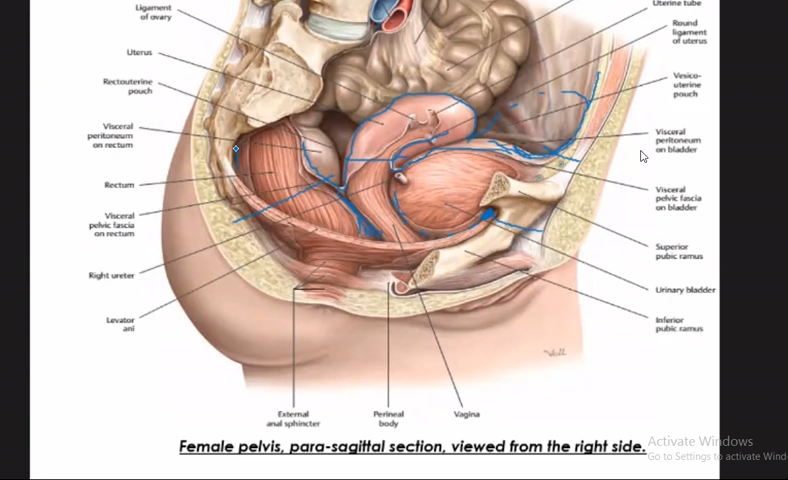 Ligament
of ovary
Uterus
Rectouterine
pouch
Visceral
peritoneum
on rectum
Rectum
Visceral
pelvic fascia
on rectum
Right ureter
Levator
ani
Uterine tube
Round
ligament
of uterus
Vesico-
uterine
pouch
Visceral
peritoneum
on bladder
Visceral
pelvic fascia
on bladder
Superior
pubic ramus
Urinary bladder
Inferior
pubic ramus
External
anal sphincter
Perineal
body
Vagina
Female pelvis, para-sagittal section, viewed from the right side.
Activate Windows
Go to Settings to activate Wind